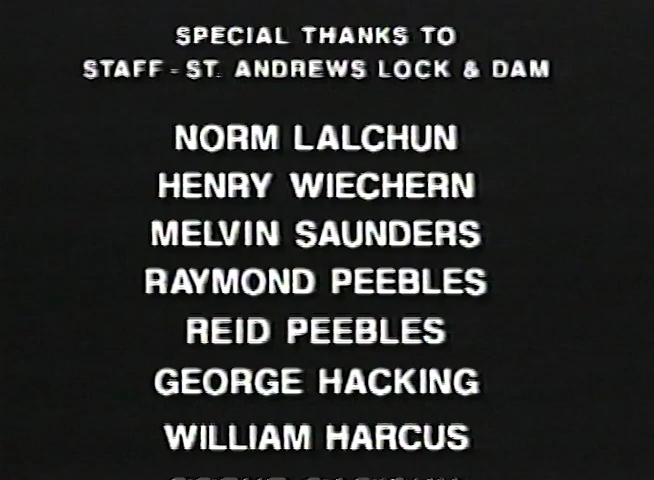 SPECIAL THANKS TO
STAFF - ST. ANDREWS LOCK & DAM
NORM LALCHUN
HENRY WIECHERN
MELVIN SAUNDERS
RAYMOND PEEBLES
REID PEEBLES
GEORGE HACKING
WILLIAM HARCUS